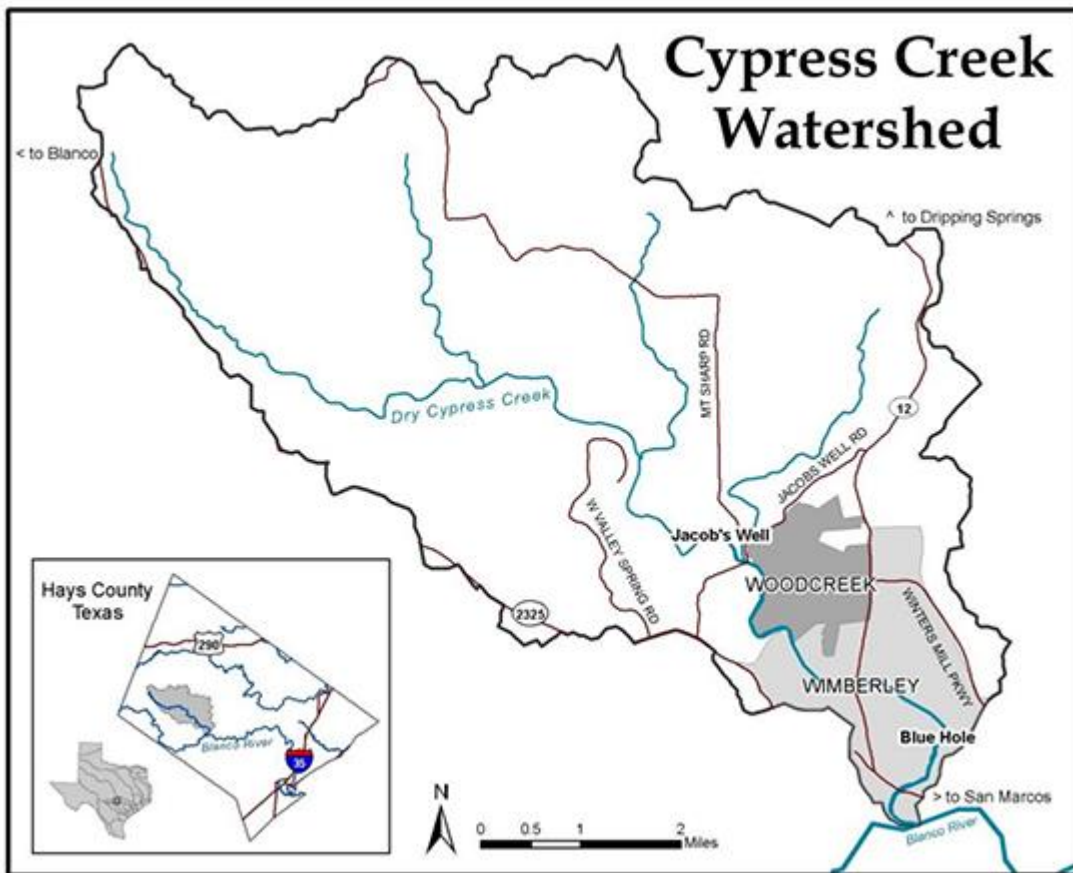 Cypress Creek
Watershed
< to Blanco
^ to Dripping Springs
MT SHARP RD
Dry Cypress Creek
12
JACOBS WELL RD
W VALLEY SPRING RD
Jacob's Well
WOODCREEK
WINTERS MILL PKWY
2325
WIMBERLEY
Blue Hole
> to San Marcos
Blanco River
Hays County
Texas
290
Blanco River
35
N
0 0.5 1 2
Miles